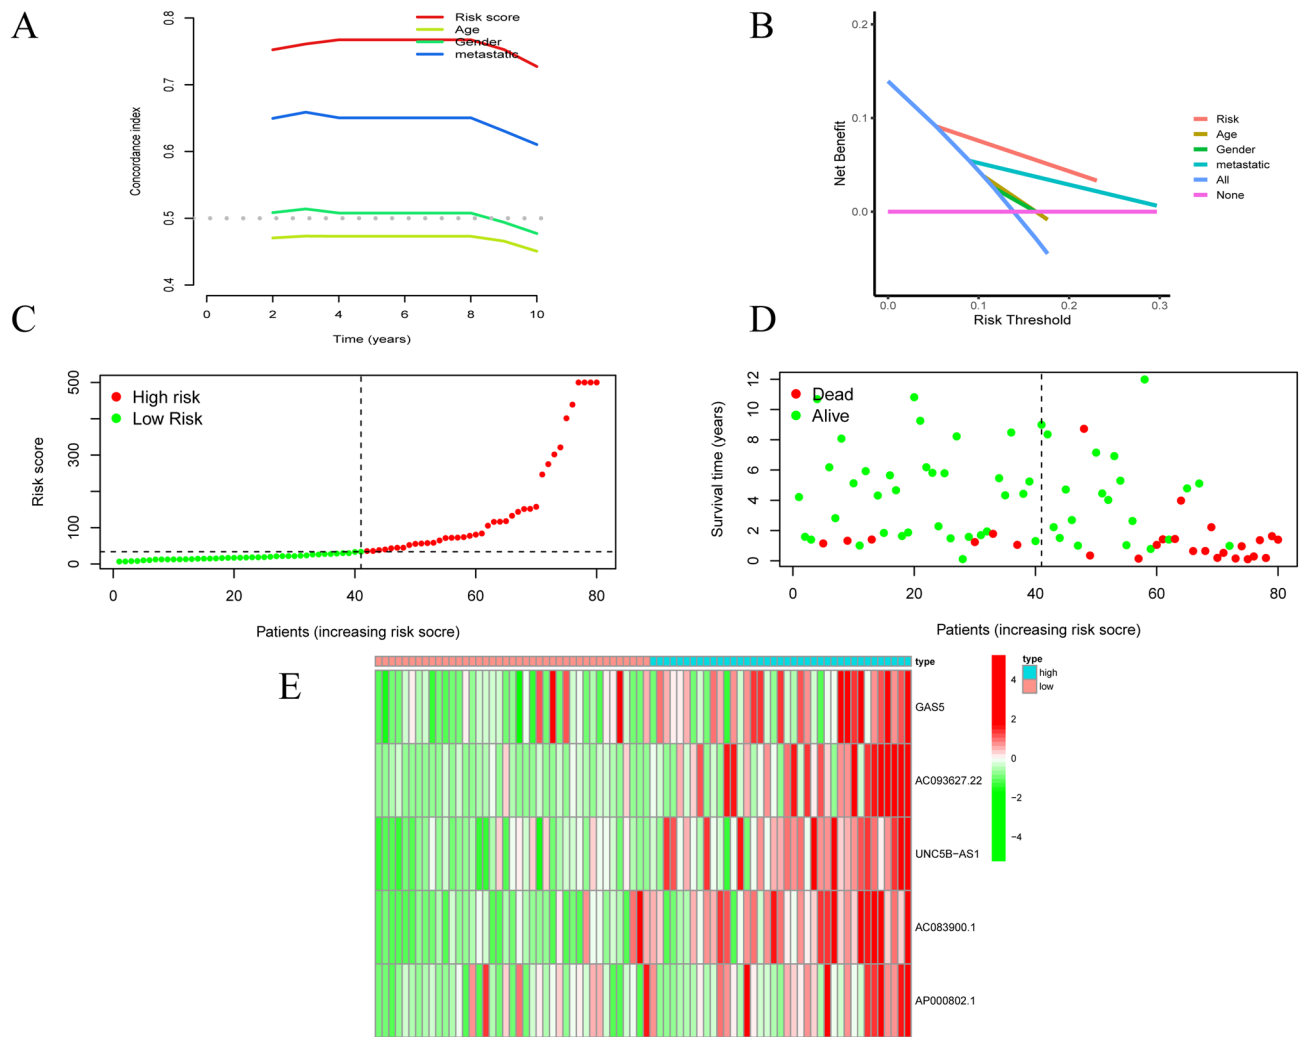 A
0.8
0.7
0.6
0.5
0.4
Concordance index
Risk score
Age
Gender
metastatic
0 2 4 6 8 10
Time (years)
B
0.2
0.1
0.0
Net Benefit
0.0 0.1 0.2 0.3
Risk Threshold
Risk
Age
Gender
metastatic
All
None
C
500
300
100
0
Risk score
High risk
Low Risk
0 20 40 60 80
Patients (increasing risk socre)
D
12
10
8
6
4
2
0
Survival time (years)
Dead
Alive
0 20 40 60 80
Patients (increasing risk socre)
E
type
GAS5
AC093627.22
UNC5B−AS1
AC083900.1
AP000802.1
4
2
0
−2
−4
type
high
low